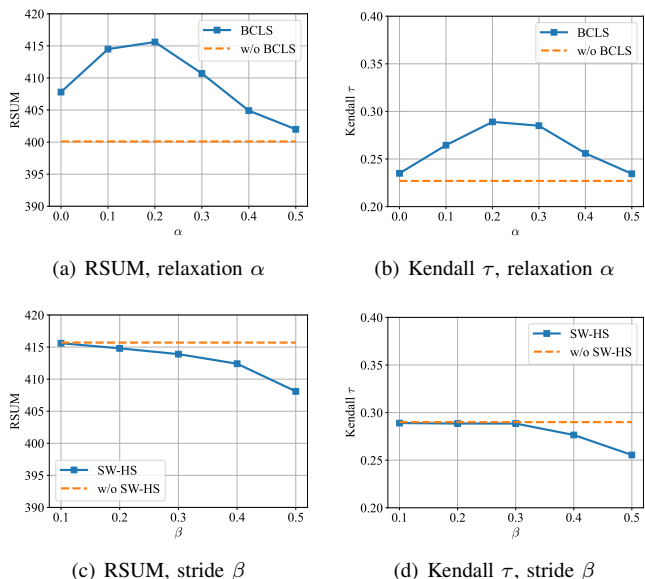 420
415
410
405
400
395
390
RSUM
0.0 0.1 0.2 0.3 0.4 0.5
α
BCLS
w/o BCLS
(a) RSUM, relaxation α
0.40
0.35
0.30
0.25
0.20
Kendall τ
0.0 0.1 0.2 0.3 0.4 0.5
α
BCLS
w/o BCLS
(b) Kendall τ, relaxation α
420
415
410
405
400
395
390
RSUM
0.1 0.2 0.3 0.4 0.5
β
SW-HS
w/o SW-HS
(c) RSUM, stride β
0.40
0.35
0.30
0.25
0.20
Kendall τ
0.1 0.2 0.3 0.4 0.5
β
SW-HS
w/o SW-HS
(d) Kendall τ, stride β